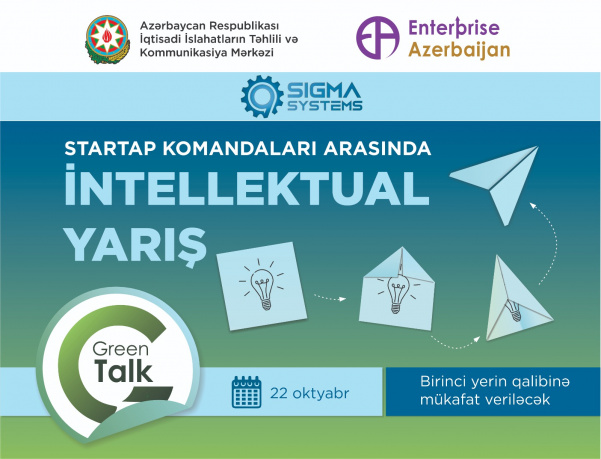 Azərbaycan Respublikası
İqtisadi İslahatların Təhlili və
Kommunikasiya Mərkəzi
Enterprise
Azerbaijan
SIGMA
SYSTEMS
STARTAP KOMANDALARI ARASINDA
İNTELLEKTUAL
YARIŞ
Green
Talk
22 oktyabr
Birinci yerin qalibinə
mükafat veriləcək